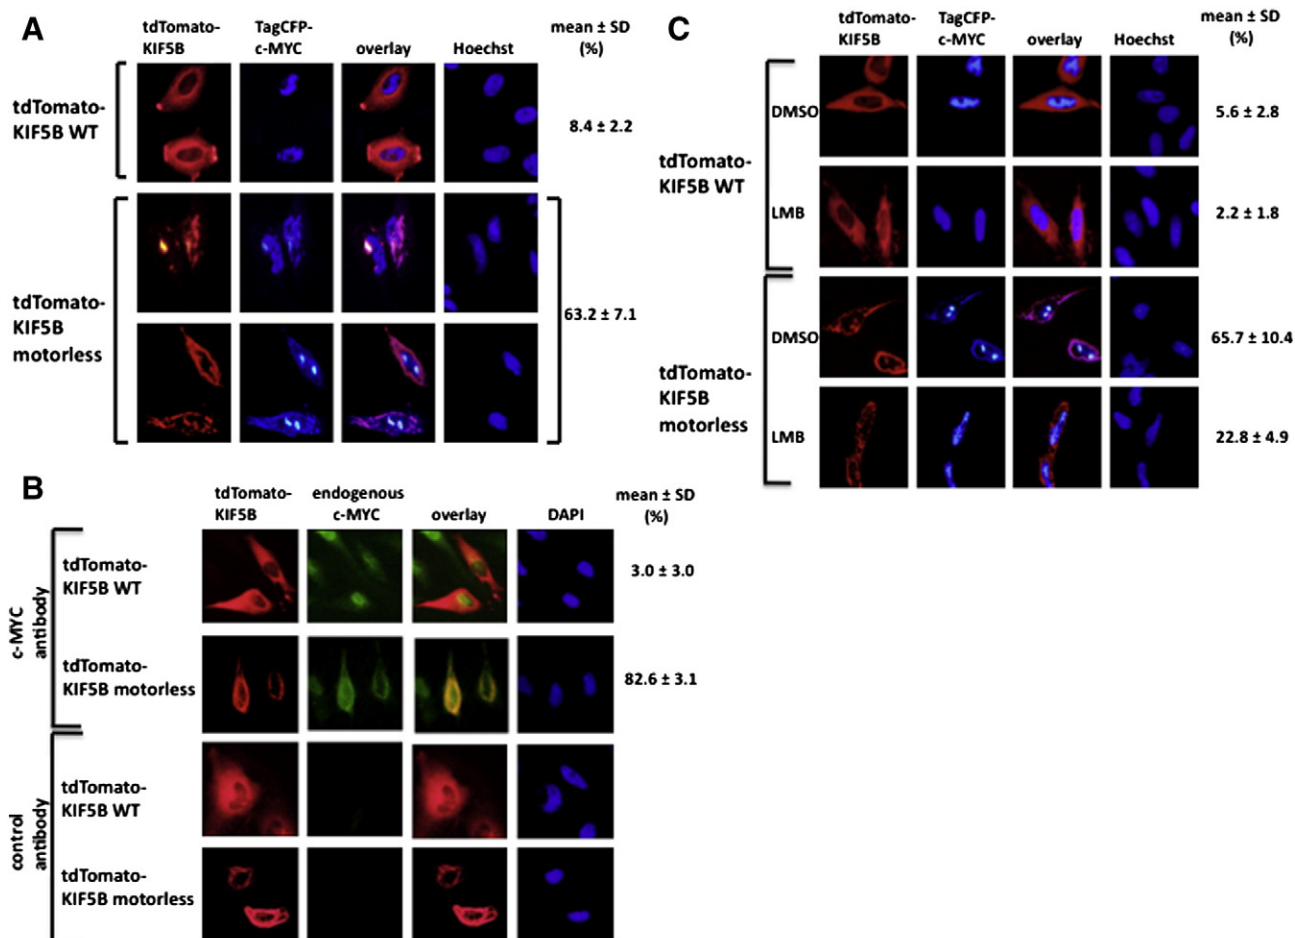 A
tdTomato-
KIF5B
TagCFP-
c-MYC
overlay
Hoechst
mean ± SD
(%)
tdTomato-
KIF5B WT
8.4 ± 2.2
tdTomato-
KIF5B
motorless
63.2 ± 7.1
B
tdTomato-
KIF5B
endogenous
c-MYC
overlay
DAPI
mean ± SD
(%)
c-MYC
antibody
tdTomato-
KIF5B WT
3.0 ± 3.0
tdTomato-
KIF5B motorless
82.6 ± 3.1
control
antibody
tdTomato-
KIF5B WT
tdTomato-
KIF5B motorless
C
tdTomato-
KIF5B
TagCFP-
c-MYC
overlay
Hoechst
mean ± SD
(%)
tdTomato-
KIF5B WT
DMSO
5.6 ± 2.8
LMB
2.2 ± 1.8
tdTomato-
KIF5B
motorless
DMSO
65.7 ± 10.4
LMB
22.8 ± 4.9